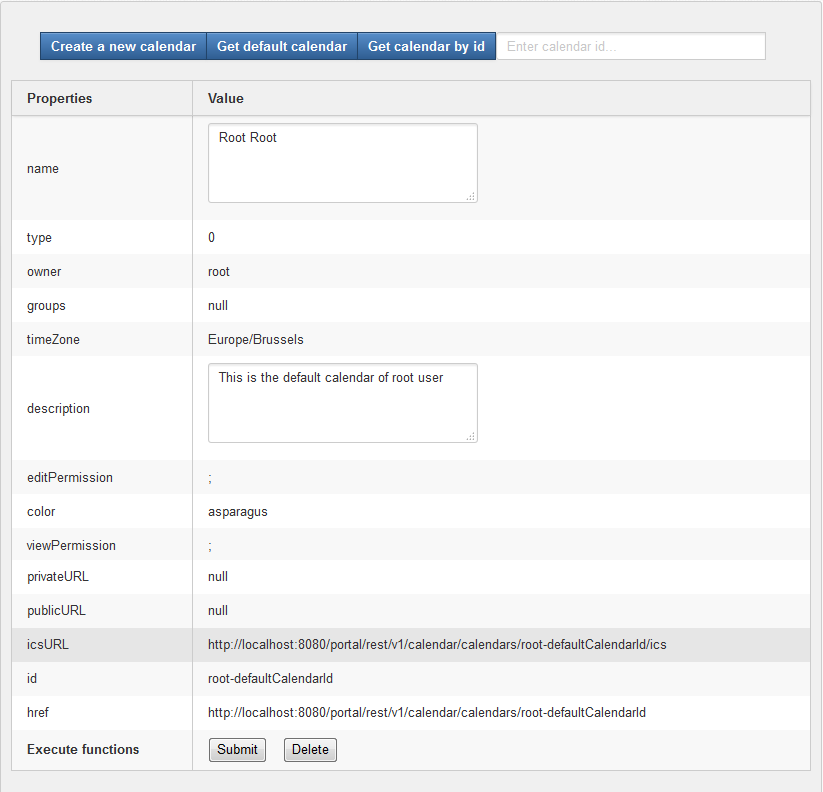 Create a new calendar Get default calendar Get calendar by id Enter calendar id...
Properties Value
name Root Root
type 0
owner root
groups null
timeZone Europe/Brussels
description This is the default calendar of root user
editPermission ;
color asparagus
viewPermission ;
privateURL null
publicURL null
icsURL http://localhost:8080/portal/rest/v1/calendar/calendars/root-defaultCalendarId/ics
id root-defaultCalendarId
href http://localhost:8080/portal/rest/v1/calendar/calendars/root-defaultCalendarId
Execute functions Submit Delete